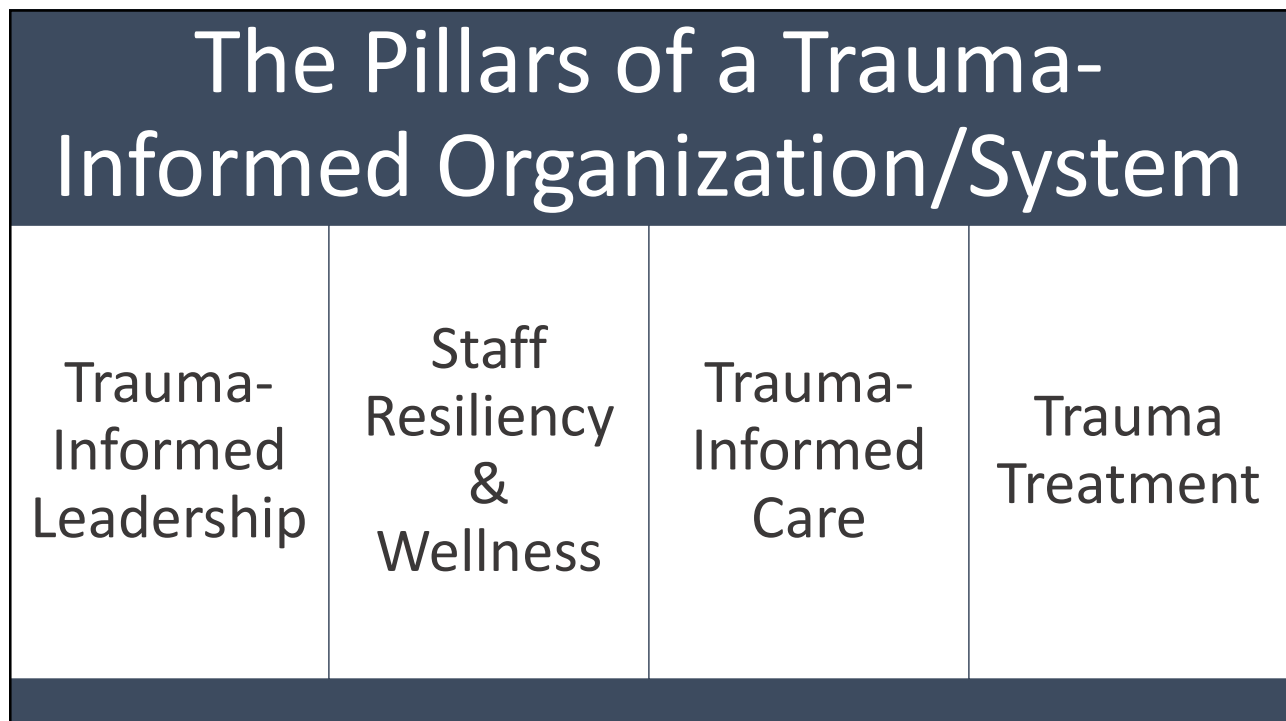 The Pillars of a Trauma-
Informed Organization/System
Trauma-
Informed
Leadership
Staff
Resiliency
&
Wellness
Trauma-
Informed
Care
Trauma
Treatment